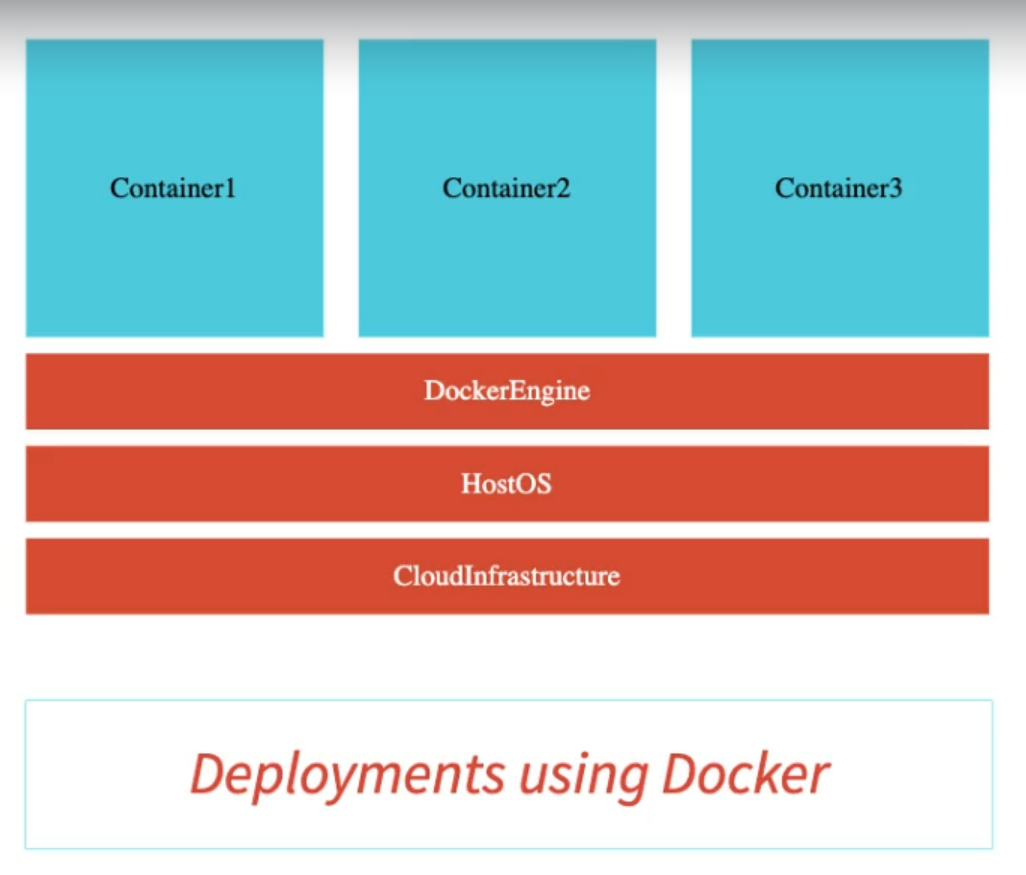 Container1 Container2 Container3
DockerEngine
HostOS
CloudInfrastructure
Deployments using Docker